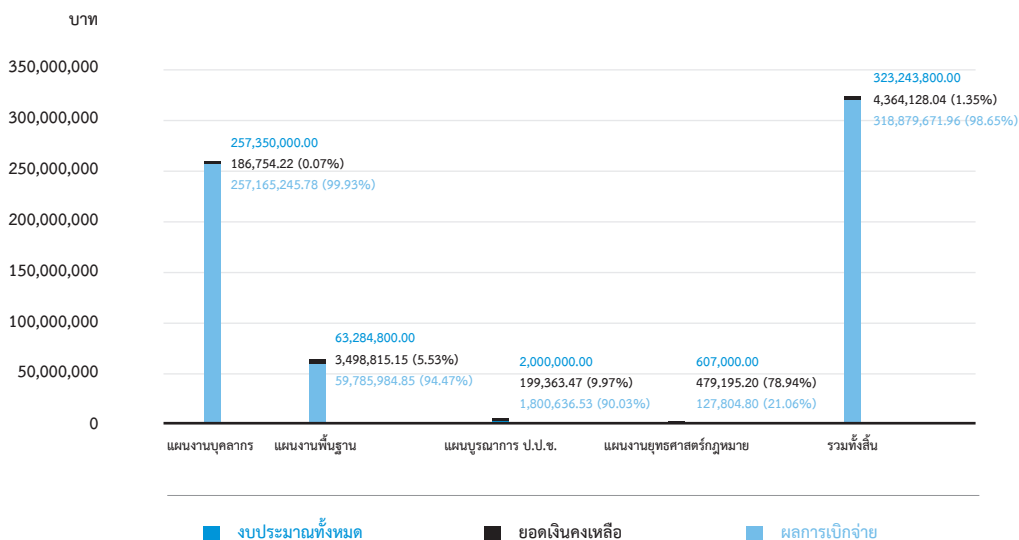 บาท
350,000,000
300,000,000
250,000,000
200,000,000
150,000,000
100,000,000
50,000,000
0
257,350,000.00
186,754.22 (0.07%)
257,165,245.78 (99.93%)
63,284,800.00
3,498,815.15 (5.53%)
59,785,984.85 (94.47%)
2,000,000.00
199,363.47 (9.97%)
1,800,636.53 (90.03%)
607,000.00
479,195.20 (78.94%)
127,804.80 (21.06%)
323,243,800.00
4,364,128.04 (1.35%)
318,879,671.96 (98.65%)
แผนงานบุคลากร
แผนงานพื้นฐาน
แผนบูรณาการ ป.ป.ช.
แผนงานยุทธศาสตร์กฎหมาย
รวมทั้งสิ้น
งบประมาณทั้งหมด
ยอดเงินคงเหลือ
ผลการเบิกจ่าย